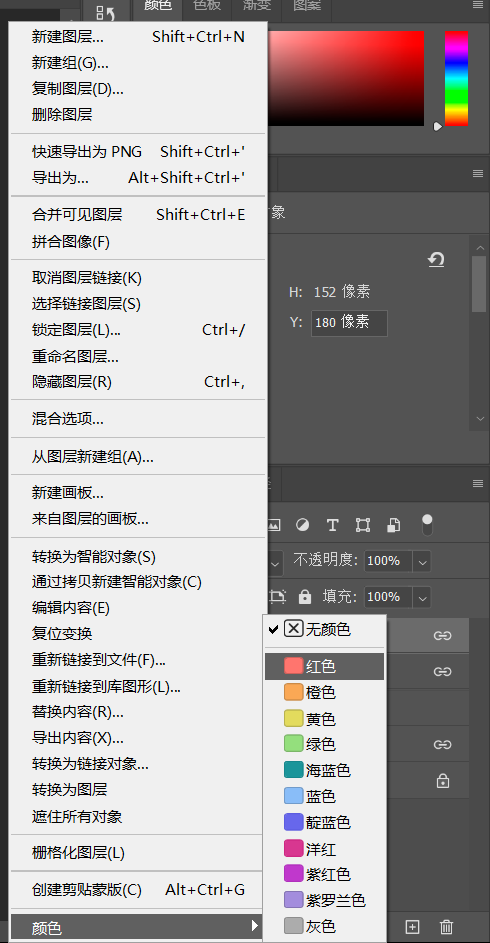 颜色 色板 渐变 图案
新建图层... Shift+Ctrl+N
新建组(G)...
复制图层(D)...
删除图层
快速导出为 PNG Shift+Ctrl+'
导出为... Alt+Shift+Ctrl+'
合并可见图层 Shift+Ctrl+E
象
拼合图像(F)
取消图层链接(K)
H: 152 像素
选择链接图层(S)
Y: 180 像素
锁定图层(L)... Ctrl+/
重命名图层...
隐藏图层(R) Ctrl+,
混合选项...
从图层新建组(A)...
新建画板...
来自图层的画板...
转换为智能对象(S)
不透明度: 100%
通过拷贝新建智能对象(C)
填充: 100%
编辑内容(E)
复位变换
无颜色
重新链接到文件(F)...
红色
重新链接到库图形(L)...
橙色
替换内容(R)...
黄色
导出内容(X)...
绿色
转换为链接对象...
海蓝色
转换为图层
蓝色
遮住所有对象
靛蓝色
栅格化图层(L)
洋红
紫红色
创建剪贴蒙版(C) Alt+Ctrl+G
紫罗兰色
颜色
灰色